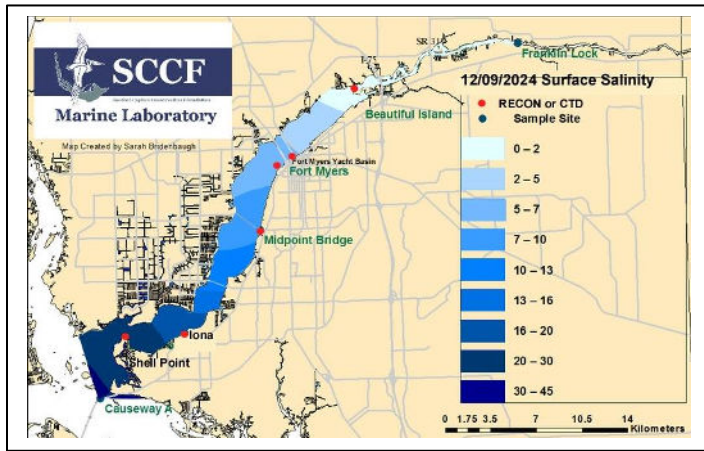 SCCF
Marine Laboratory
Map Created by Sarah Bridenbaugh
SR 31
I-75
Franklin Lock
Beautiful Island
Fort Myers Yacht Basin
Fort Myers
Midpoint Bridge
Iona
Shell Point
Causeway A
12/09/2024 Surface Salinity
RECON or CTD
Sample Site
0 – 2
2 – 5
5 – 7
7 – 10
10 – 13
13 – 16
16 – 20
20 – 30
30 – 45
0 1.75 3.5 7 10.5 14
Kilometers